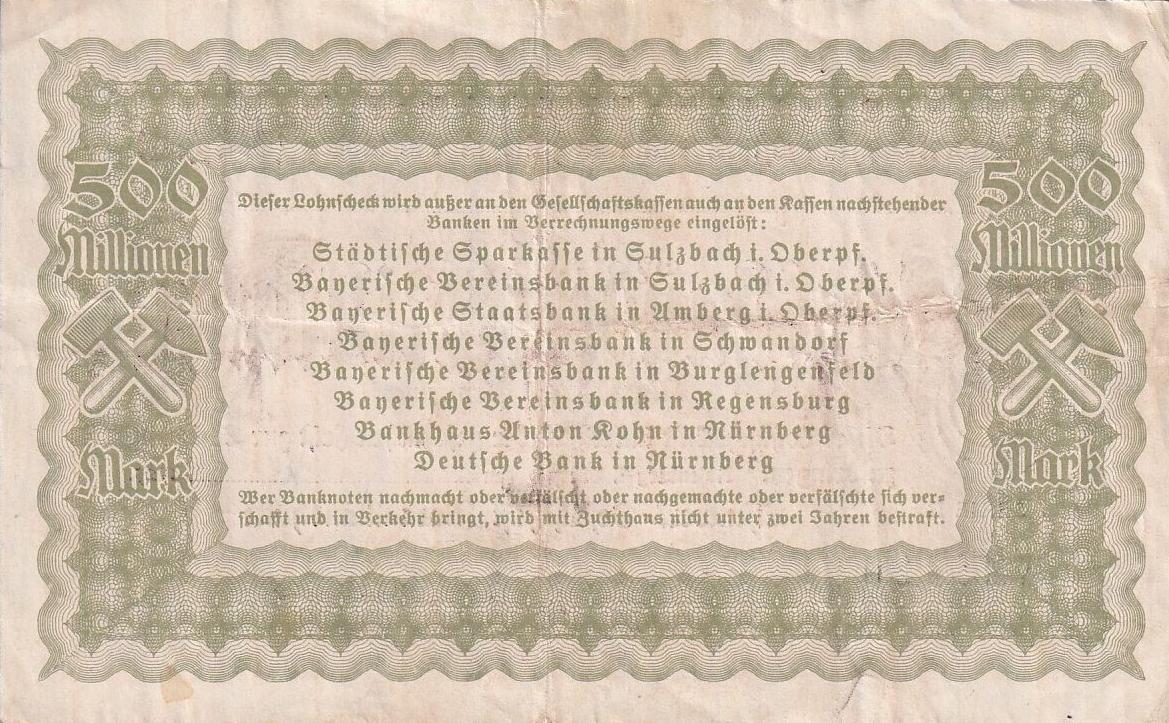 500
Millionen
Mark
Dieser Lohnscheck wird außer an den Gesellschaftskassen auch an den Kassen nachstehender
Banken im Verrechnungswege eingelöst:
Städtische Sparkasse in Sulzbach i. Oberpf.
Bayerische Vereinsbank in Sulzbach i. Oberpf.
Bayerische Staatsbank in Amberg i. Oberpf.
Bayerische Vereinsbank in Schwandorf
Bayerische Vereinsbank in Burglengenfeld
Bayerische Vereinsbank in Regensburg
Bankhaus Anton Kohn in Nürnberg
Deutsche Bank in Nürnberg
Wer Banknoten nachmacht oder verfälscht oder nachgemachte oder verfälschte sich ver-
schafft und in Verkehr bringt, wird mit Zuchthaus nicht unter zwei Jahren bestraft.
500
Millionen
Mark